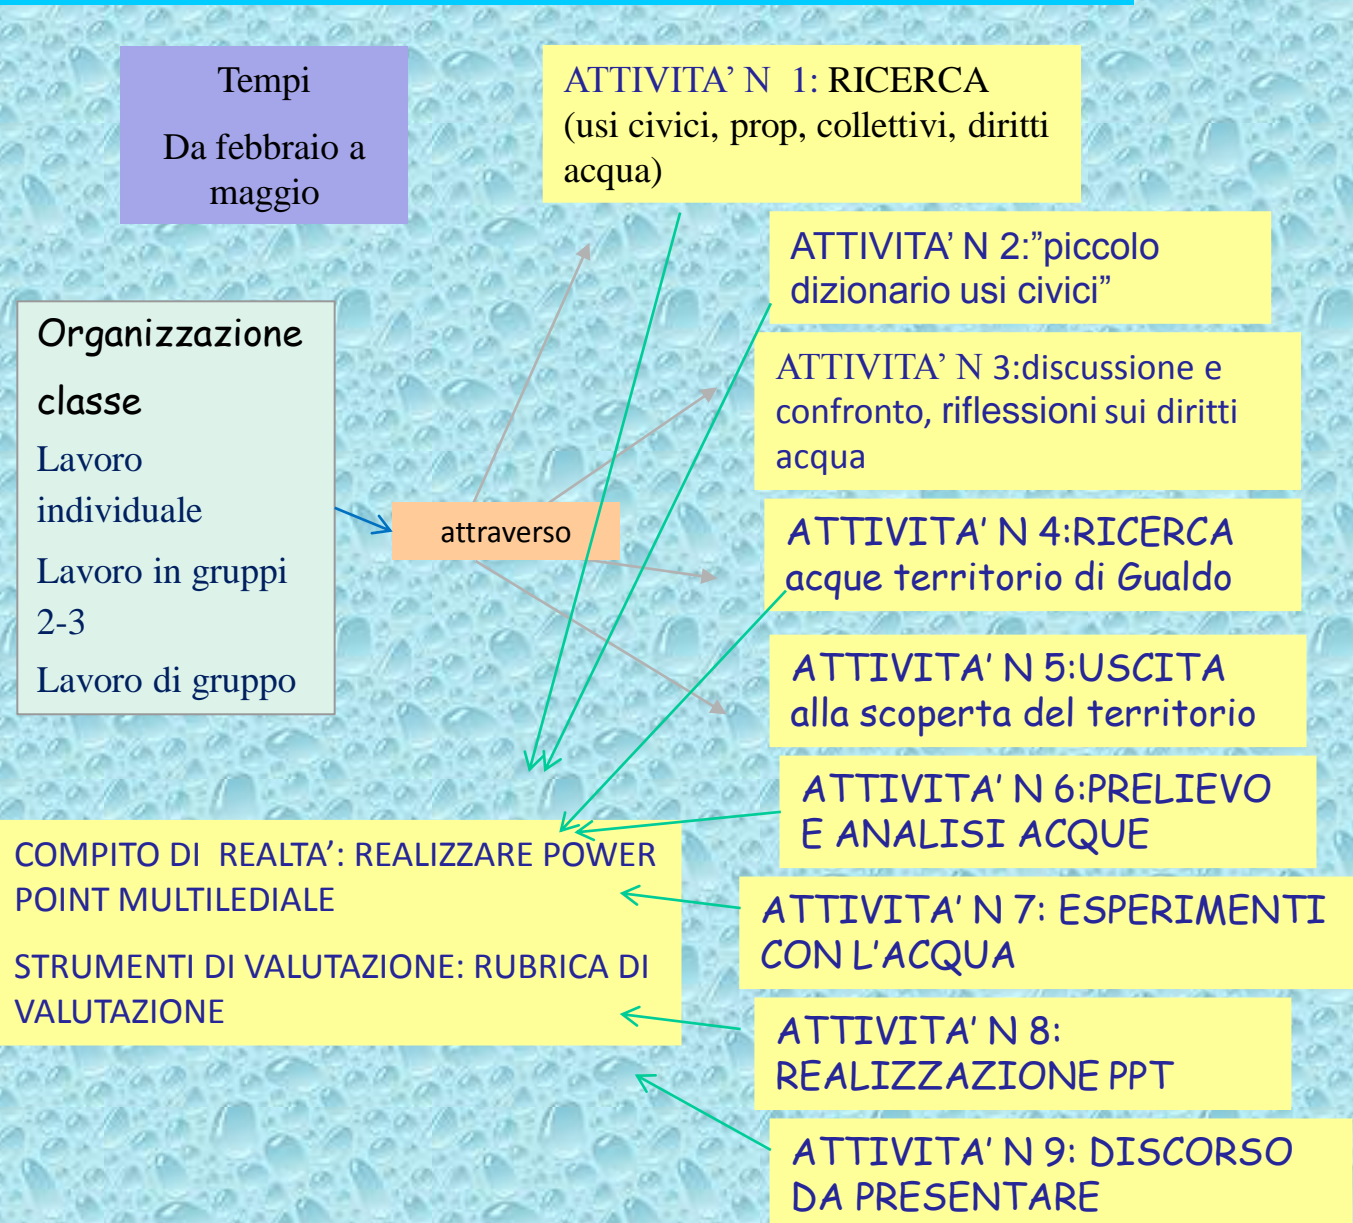 Tempi
Da febbraio a
maggio
ATTIVITA’ N 1: RICERCA
(usi civici, prop, collettivi, diritti
acqua)
ATTIVITA’ N 2:”piccolo
dizionario usi civici”
Organizzazione
classe
Lavoro
individuale
Lavoro in gruppi
2-3
Lavoro di gruppo
attraverso
ATTIVITA’ N 3:discussione e
confronto, riflessioni sui diritti
acqua
ATTIVITA’ N 4:RICERCA
acque territorio di Gualdo
ATTIVITA’ N 5:USCITA
alla scoperta del territorio
ATTIVITA’ N 6:PRELIEVO
E ANALISI ACQUE
COMPITO DI REALTA’: REALIZZARE POWER
POINT MULTILEDIALE
STRUMENTI DI VALUTAZIONE: RUBRICA DI
VALUTAZIONE
ATTIVITA’ N 7: ESPERIMENTI
CON L’ACQUA
ATTIVITA’ N 8:
REALIZZAZIONE PPT
ATTIVITA’ N 9: DISCORSO
DA PRESENTARE